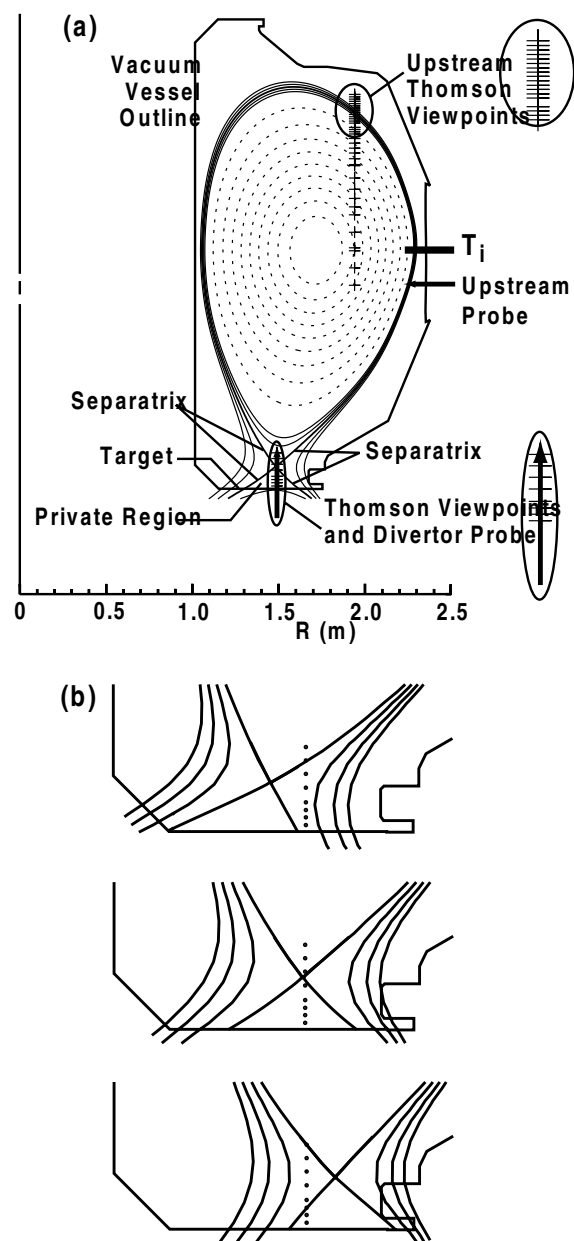 (a)
Vacuum
Vessel
Outline
Upstream
Thomson
Viewpoints
Ti
Upstream
Probe
Separatrix
Separatrix
Target
Private Region
Thomson Viewpoints
and Divertor Probe
0
0.5
1.0
1.5
2.0
2.5
R (m)
(b)